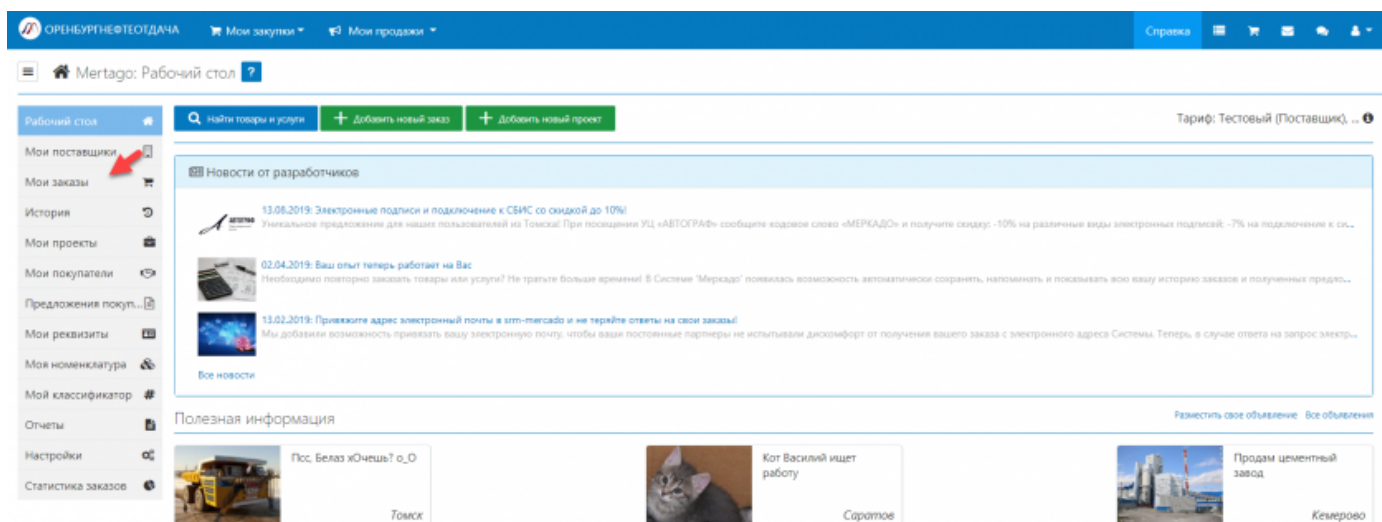 ОРЕНБУРГНЕФТЕОТДАЧА Мои закупки Мои продажи Справка
Mertago: Рабочий стол ?
Рабочий стол
Мои поставщики
Мои заказы
История
Мои проекты
Мои покупатели
Предложения покуп...
Мои реквизиты
Моя номенклатура
Мой классификатор
Отчеты
Настройки
Статистика заказов
Найти товары и услуги + Добавить новый заказ + Добавить новый проект Тариф: Тестовый (Поставщик), ...
Новости от разработчиков
13.08.2019: Электронные подписи и подключение к СБИС со скидкой до 10%!
Уникальное предложение для наших пользователей из Томска! При посещении УЦ «АВТОГРАФ» сообщите кодовое слово «МЕРКАДО» и получите скидку: -10% на различные виды электронных подписей; -7% на подключение к си...
02.04.2019: Ваш опыт теперь работает на Вас
Необходимо повторно заказать товары или услуги? Не тратьте больше времени! В Системе 'Меркадо' появилась возможность автоматически сохранять, напоминать и показывать всю вашу историю заказов и полученных предло...
13.02.2019: Привяжите адрес электронный почты в srm-mercado и не теряйте ответы на свои заказы!
Мы добавили возможность привязать вашу электронную почту, чтобы ваши постоянные партнеры не испытывали дискомфорт от получения вашего заказа с электронного адреса Системы. Теперь, в случае ответа на запрос электр...
Все новости
Полезная информация Разместить свое объявление Все объявления
Псс, Белаз хОчешь? о_О
Томск
Кот Василий ищет
работу
Саратов
Продам цементный
завод
Кемерово